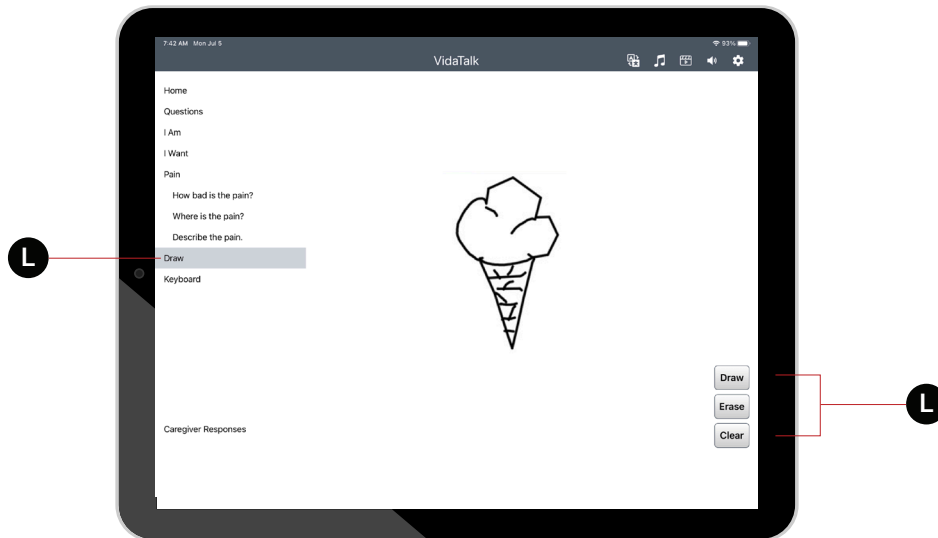 7:42 AM Mon Jul 5
93%
VidaTalk
Home
Questions
I Am
I Want
Pain
How bad is the pain?
Where is the pain?
Describe the pain.
L
Draw
Keyboard
Draw
Erase
L
Clear
Caregiver Responses